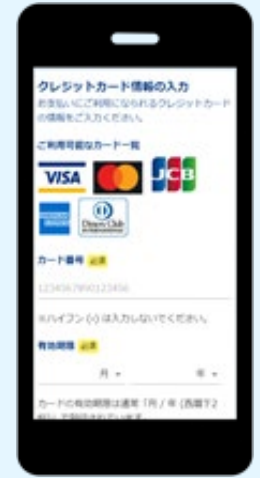 クレジットカード情報の入力
お支払いにご利用になられるクレジットカード
の情報をご入力ください。
ご利用可能なカード一覧
VISA
JCB
Diners Club
カード番号 必須
1234567890123456
※ハイフン (-) は入力しないでください。
有効期限 必須
月 年
カードの有効期限は通常「月 / 年 (西暦下2